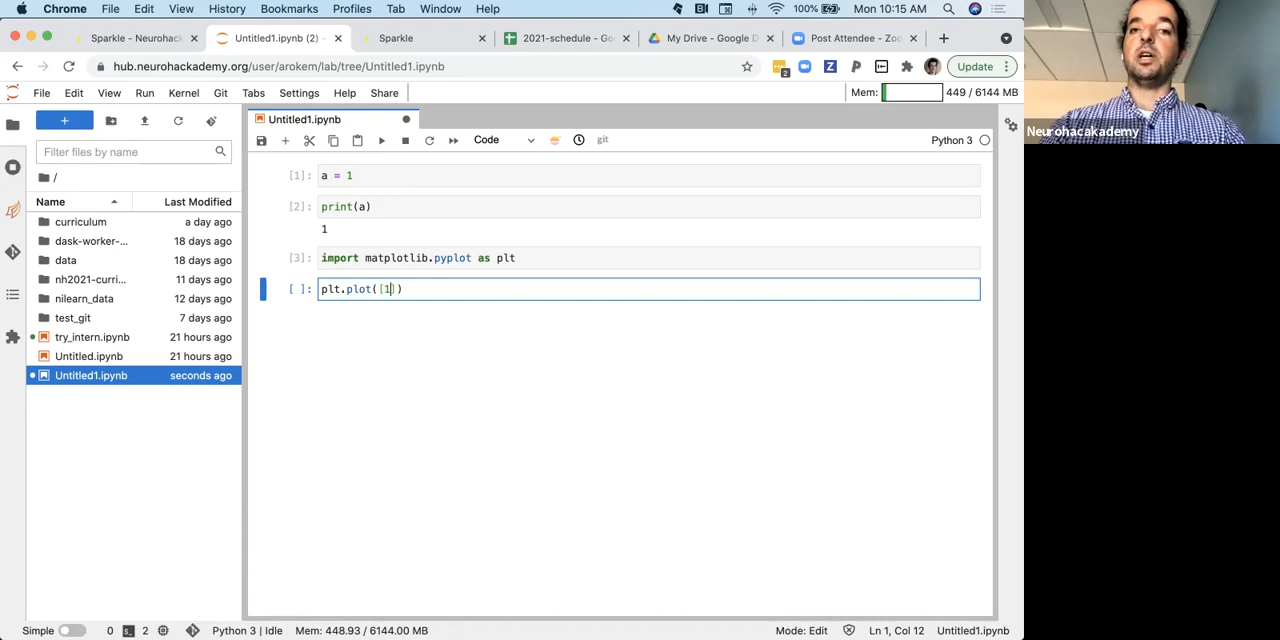 Chrome File Edit View History Bookmarks Profiles Tab Window Help 100% Mon 10:15 AM
Sparkle - Neurohac Untitled1.ipynb (2) - Sparkle 2021-schedule - Go My Drive - Google D Post Attendee - Zoo
hub.neurohackademy.org/user/arokem/lab/tree/Untitled1.ipynb 2 Z P Update
File Edit View Run Kernel Git Tabs Settings Help Share Mem: 449 / 6144 MB
Untitled1.ipynb
Code git Python 3
Filter files by name
/
Name Last Modified
curriculum a day ago
dask-worker-... 18 days ago
data 18 days ago
nh2021-curri... 11 days ago
nilearn_data 12 days ago
test_git 7 days ago
try_intern.ipynb 21 hours ago
Untitled.ipynb 21 hours ago
Untitled1.ipynb seconds ago
[1]: a = 1
[2]: print(a)
1
[3]: import matplotlib.pyplot as plt
[ ]: plt.plot([1])
Neurohacakademy
Simple 0 2 Python 3 | Idle Mem: 448.93 / 6144.00 MB Mode: Edit Ln 1, Col 12 Untitled1.ipynb